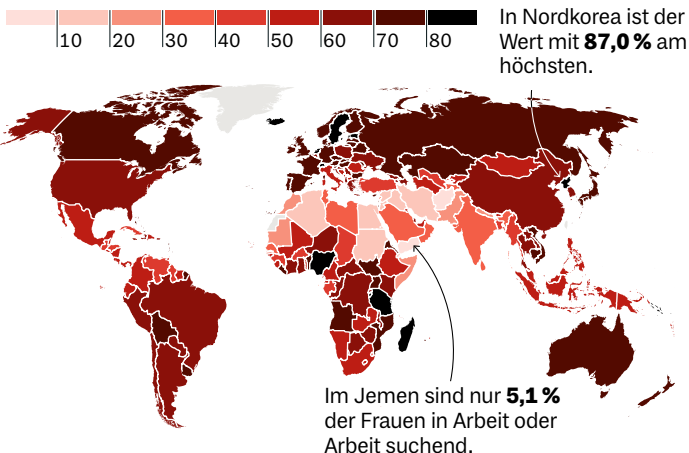 10 20 30 40 50 60 70 80
In Nordkorea ist der
Wert mit 87,0 % am
höchsten.
Im Jemen sind nur 5,1 %
der Frauen in Arbeit oder
Arbeit suchend.